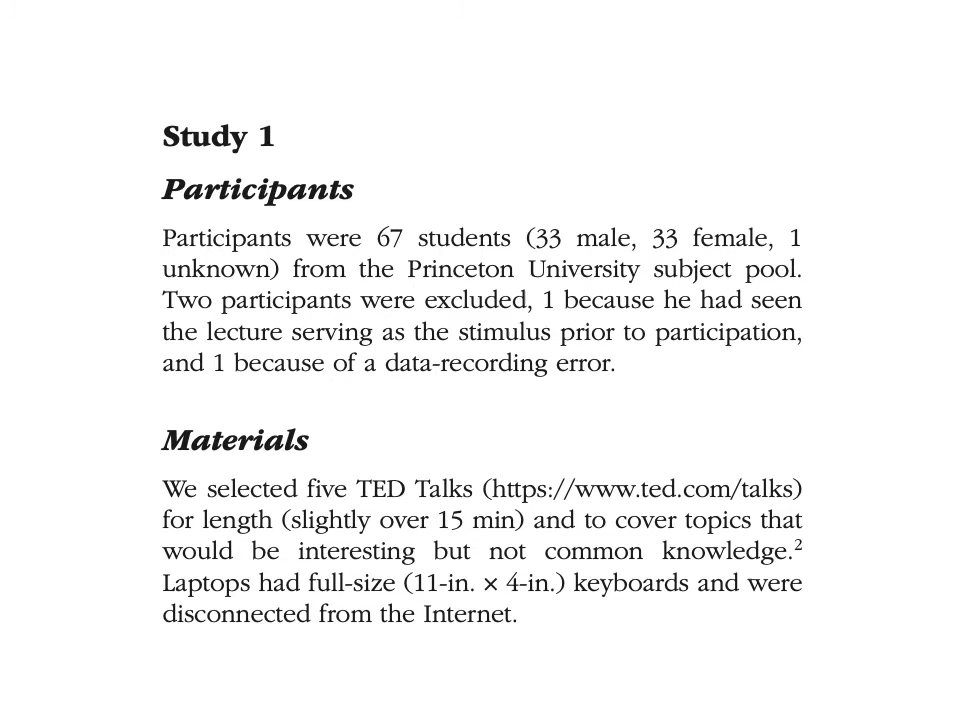 Study 1
Participants
Participants were 67 students (33 male, 33 female, 1
unknown) from the Princeton University subject pool.
Two participants were excluded, 1 because he had seen
the lecture serving as the stimulus prior to participation,
and 1 because of a data-recording error.
Materials
We selected five TED Talks (https://www.ted.com/talks)
for length (slightly over 15 min) and to cover topics that
would be interesting but not common knowledge.²
Laptops had full-size (11-in. × 4-in.) keyboards and were
disconnected from the Internet.